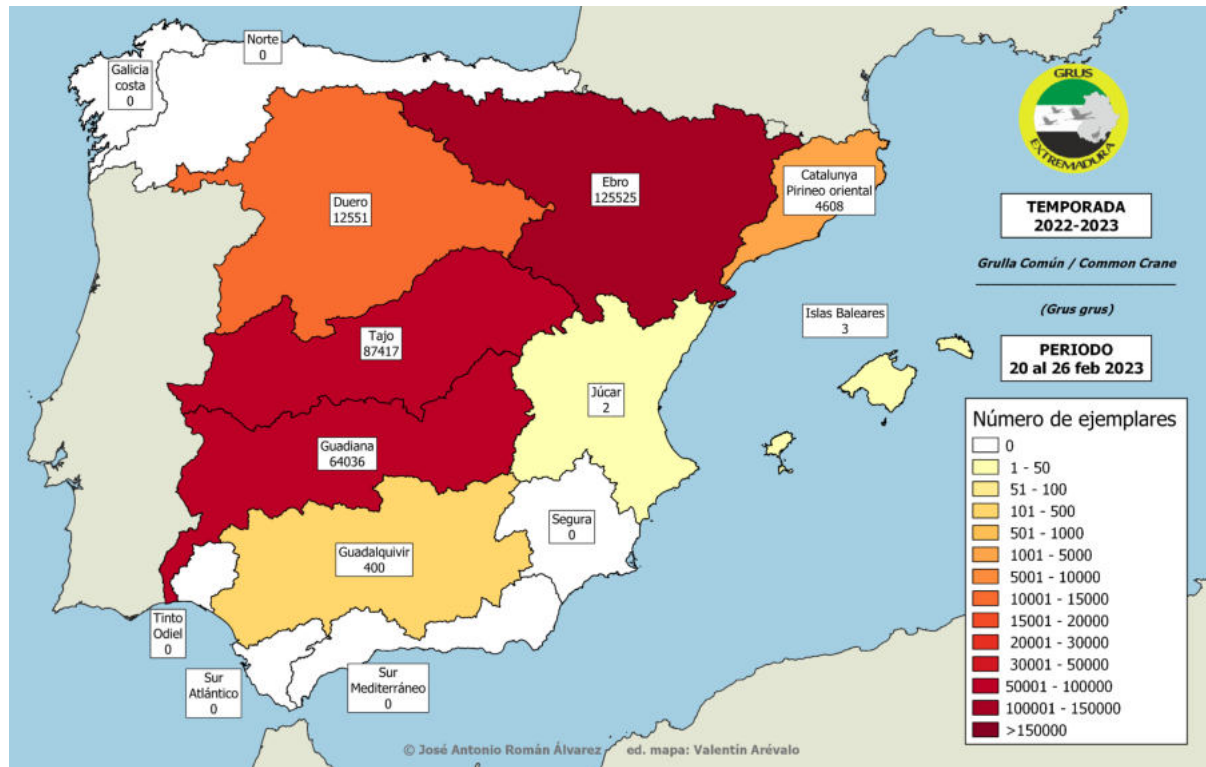 Norte
0
Galicia
costa
0
Duero
12551
Ebro
125525
Catalunya
Pirineo oriental
4608
Tajo
87417
Islas Baleares
3
Júcar
2
Guadiana
64036
Segura
0
Guadalquivir
400
Tinto
Odiel
0
Sur
Atlántico
0
Sur
Mediterráneo
0
GRUS
EXTREMADURA
TEMPORADA
2022-2023
Grulla Común / Common Crane
(Grus grus)
PERIODO
20 al 26 feb 2023
Número de ejemplares
0
1 - 50
51 - 100
101 - 500
501 - 1000
1001 - 5000
5001 - 10000
10001 - 15000
15001 - 20000
20001 - 30000
30001 - 50000
50001 - 100000
100001 - 150000
>150000
© José Antonio Román Álvarez ed. mapa: Valentín Arévalo